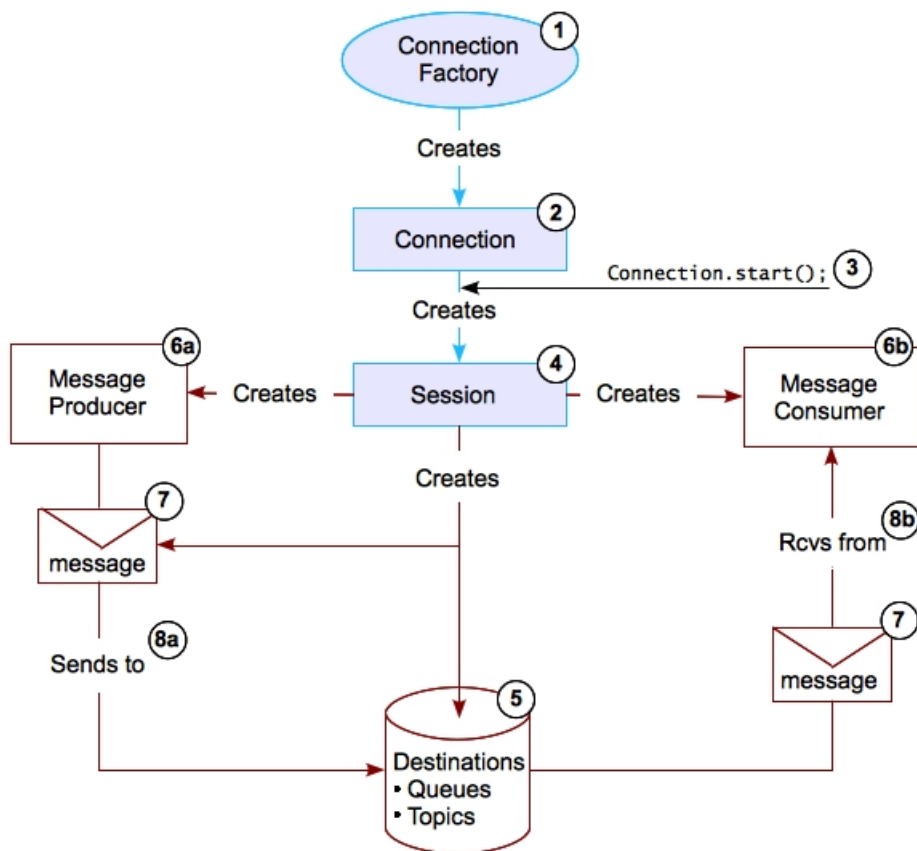 1
Connection
Factory
Creates
2
Connection
Connection.start();
3
Creates
6a
Message
Producer
Creates
4
Session
Creates
6b
Message
Consumer
Creates
7
message
8b
Rcvs from
8a
Sends to
7
message
5
Destinations
• Queues
• Topics